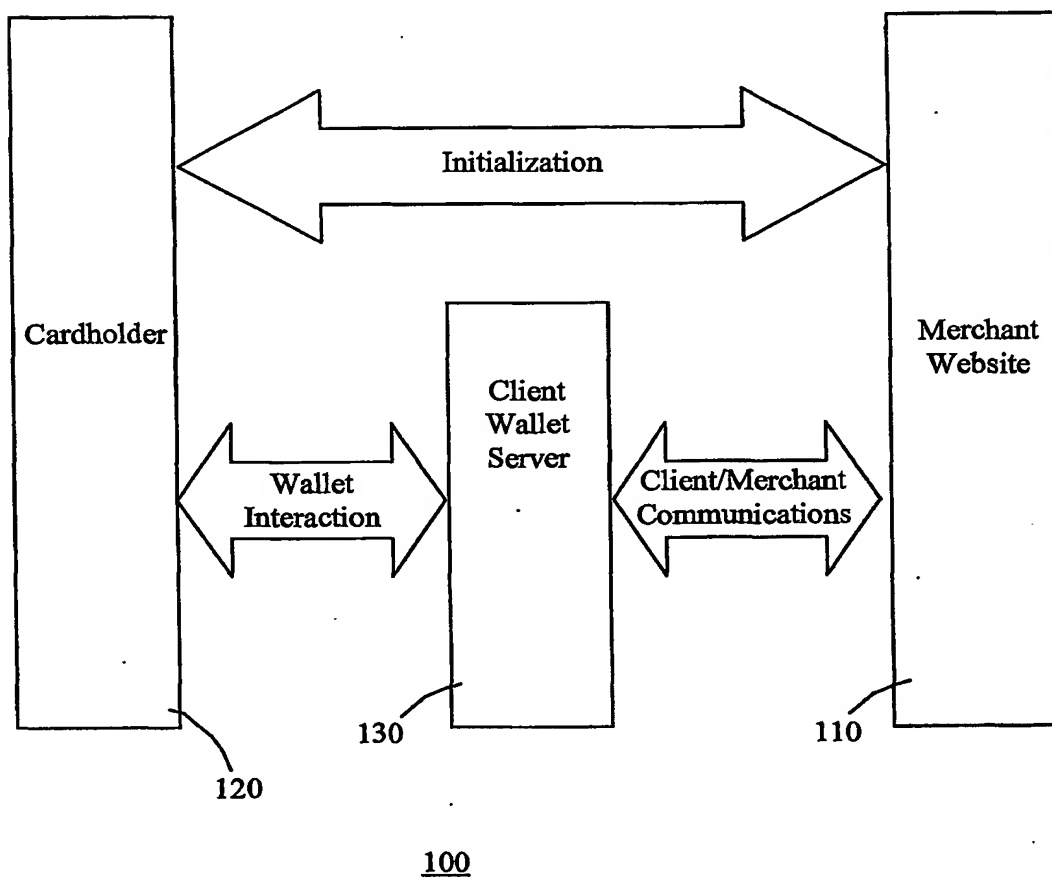 Initialization
Cardholder
Merchant
Website
Client
Wallet
Server
Wallet
Interaction
Client/Merchant
Communications
130
110
120
100